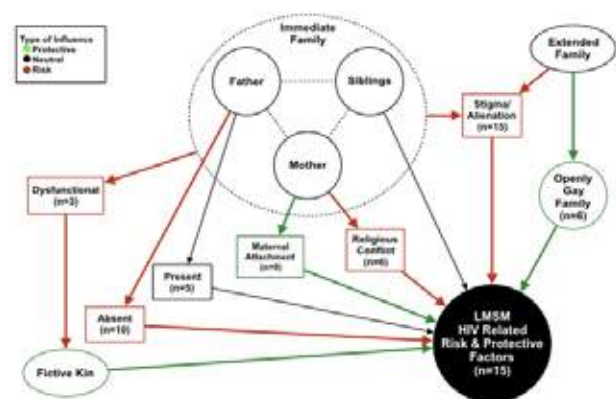 Type of Influence
Protective
Neutral
Risk
Immediate
Family
Extended
Family
Father
Siblings
Stigma/
Alienation
(n=15)
Mother
Dysfunctional
(n=3)
Openly
Gay
Family
(n=6)
Religious
Conflict
(n=6)
Maternal
Attachment
Present
(n=5)
Absent
(n=10)
LMSM
HIV Related
Risk & Protective
Factors
(n=15)
Fictive Kin